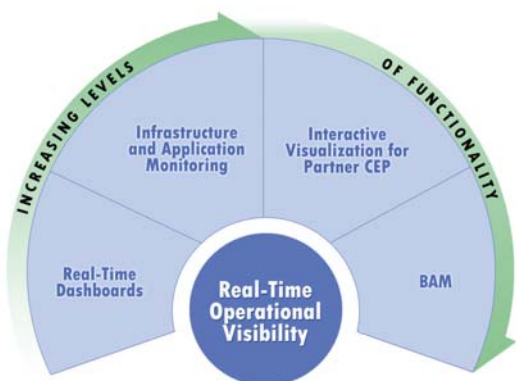 INCREASING LEVELS
OF FUNCTIONALITY
Infrastructure
and Application
Monitoring
Interactive
Visualization for
Partner CEP
Real-Time
Dashboards
BAM
Real-Time
Operational
Visibility